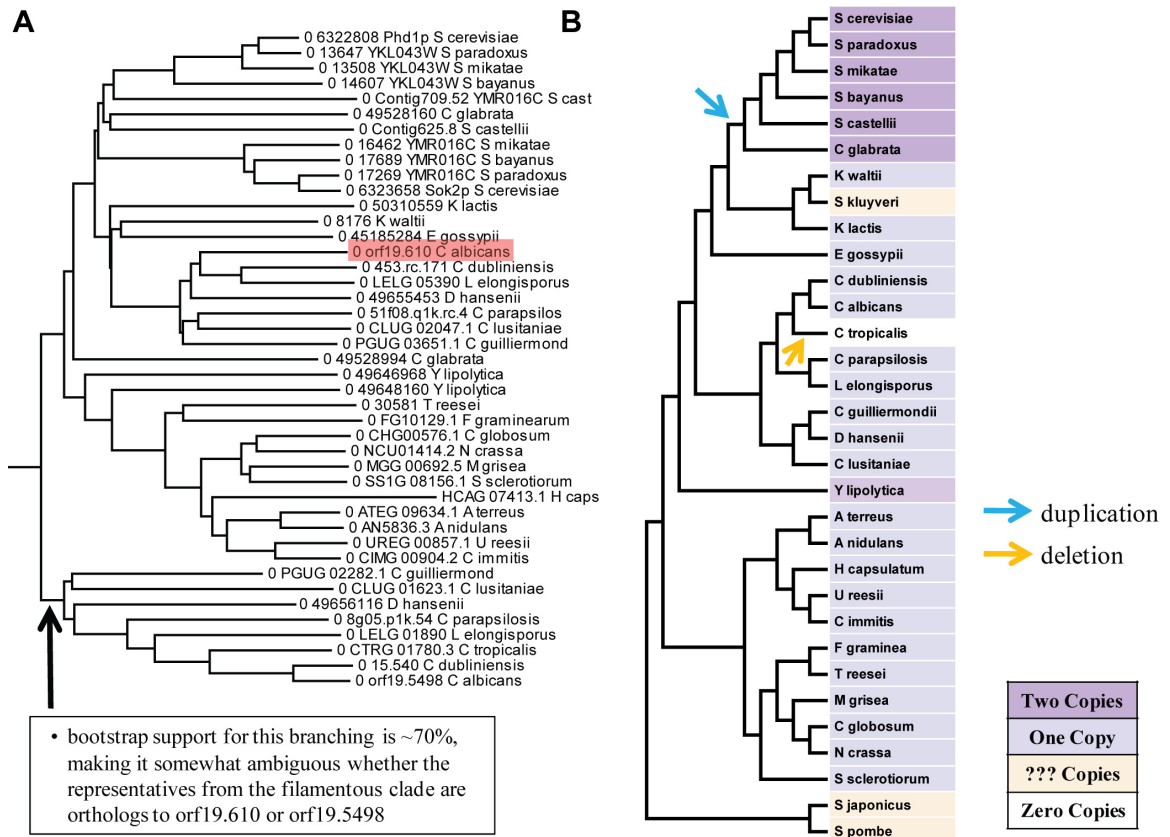 A
0 6322808 Phd1p S cerevisiae
0 13647 YKL043W S paradoxus
0 13508 YKL043W S mikatae
0 14607 YKL043W S bayanus
0 Contig709.52 YMR016C S cast
0 49528160 C glabrata
0 Contig625.8 S castellii
0 16462 YMR016C S mikatae
0 17689 YMR016C S bayanus
0 17269 YMR016C S paradoxus
0 6323658 Sok2p S cerevisiae
0 50310559 K lactis
0 8176 K waltii
0 45185284 E gossypii
0 orf19.610 C albicans
0 453.rc.171 C dubliniensis
0 LELG 05390 L elongisporus
0 49655453 D hansenii
0 51f08.q1k.rc.4 C parapsilos
0 CLUG 02047.1 C lusitaniae
0 PGUG 03651.1 C guilliermond
0 49528994 C glabrata
0 49646968 Y lipolytica
0 49648160 Y lipolytica
0 30581 T reesei
0 FG10129.1 F graminearum
0 CHG00576.1 C globosum
0 NCU01414.2 N crassa
0 MGG 00692.5 M grisea
0 SS1G 08156.1 S sclerotiorum
HCAG 07413.1 H caps
0 ATEG 09634.1 A terreus
0 AN5836.3 A nidulans
0 UREG 00857.1 U reesii
0 CIMG 00904.2 C immitis
0 PGUG 02282.1 C guilliermond
0 CLUG 01623.1 C lusitaniae
0 49656116 D hansenii
0 8g05.p1k.54 C parapsilosis
0 LELG 01890 L elongisporus
0 CTRG 01780.3 C tropicalis
0 15.540 C dubliniensis
0 orf19.5498 C albicans
• bootstrap support for this branching is ~70%,
making it somewhat ambiguous whether the
representatives from the filamentous clade are
orthologs to orf19.610 or orf19.5498
B
S cerevisiae
S paradoxus
S mikatae
S bayanus
S castellii
C glabrata
K waltii
S kluyveri
K lactis
E gossypii
C dubliniensis
C albicans
C tropicalis
C parapsilosis
L elongisporus
C guilliermondii
D hansenii
C lusitaniae
Y lipolytica
A terreus
A nidulans
H capsulatum
U reesii
C immitis
F graminea
T reesei
M grisea
C globosum
N crassa
S sclerotiorum
S japonicus
S pombe
duplication
deletion
Two Copies
One Copy
??? Copies
Zero Copies